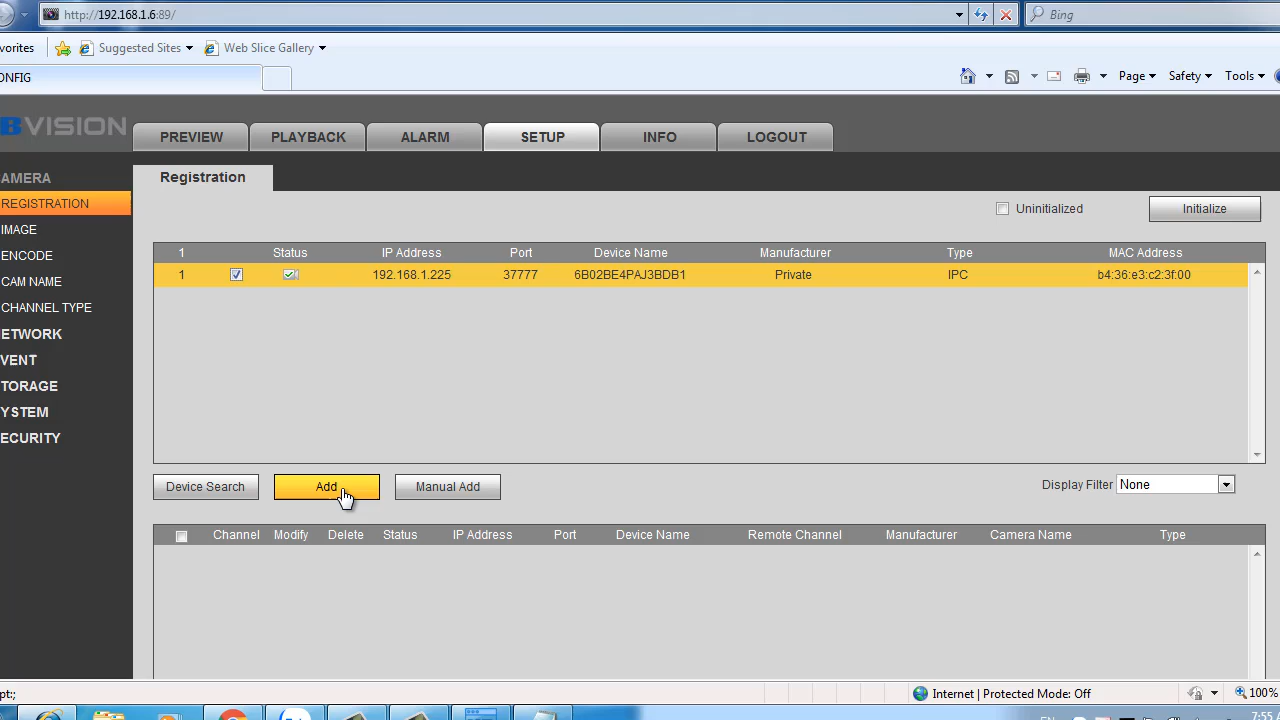 http://192.168.1.6:89/
Bing
vorites
Suggested Sites
Web Slice Gallery
ONFIG
Page
Safety
Tools
BVISION
PREVIEW
PLAYBACK
ALARM
SETUP
INFO
LOGOUT
AMERA
REGISTRATION
IMAGE
ENCODE
CAM NAME
CHANNEL TYPE
ETWORK
VENT
TORAGE
YSTEM
ECURITY
Registration
Uninitialized
Initialize
1 Status IP Address Port Device Name Manufacturer Type MAC Address
1 192.168.1.225 37777 6B02BE4PAJ3BDB1 Private IPC b4:36:e3:c2:3f:00
Device Search
Add
Manual Add
Display Filter None
Channel Modify Delete Status IP Address Port Device Name Remote Channel Manufacturer Camera Name Type
pt;
Internet | Protected Mode: Off
100%
EN
7:55